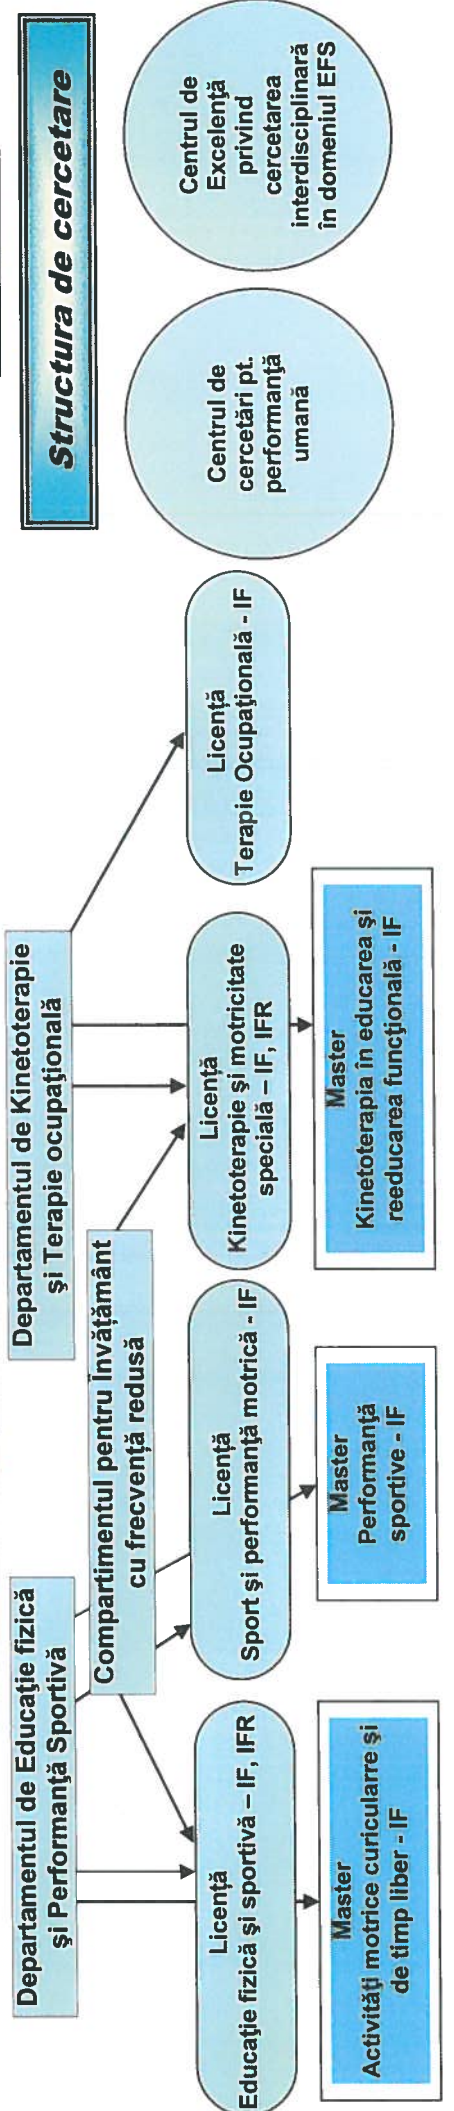 Departamentul de Educaţie fizică
şi Performanţă Sportivă
Departamentul de Kinetoterapie
şi Terapie ocupaţională
Compartimentul pentru Învăţământ
cu frecvenţă redusă
Licenţă
Educaţie fizică şi sportivă – IF, IFR
Licenţă
Sport şi performanţă motrică - IF
Licenţă
Kinetoterapie şi motricitate
specială – IF, IFR
Licenţă
Terapie Ocupaţională - IF
Master
Activităţi motrice curicularre şi
de timp liber - IF
Master
Performanţă
sportive - IF
Master
Kinetoterapia în educarea şi
reeducarea funcţională - IF
Structura de cercetare
Centrul de
cercetări pt.
performanţă
umană
Centrul de
Excelenţă
privind
cercetarea
interdisciplinară
în domeniul EFS